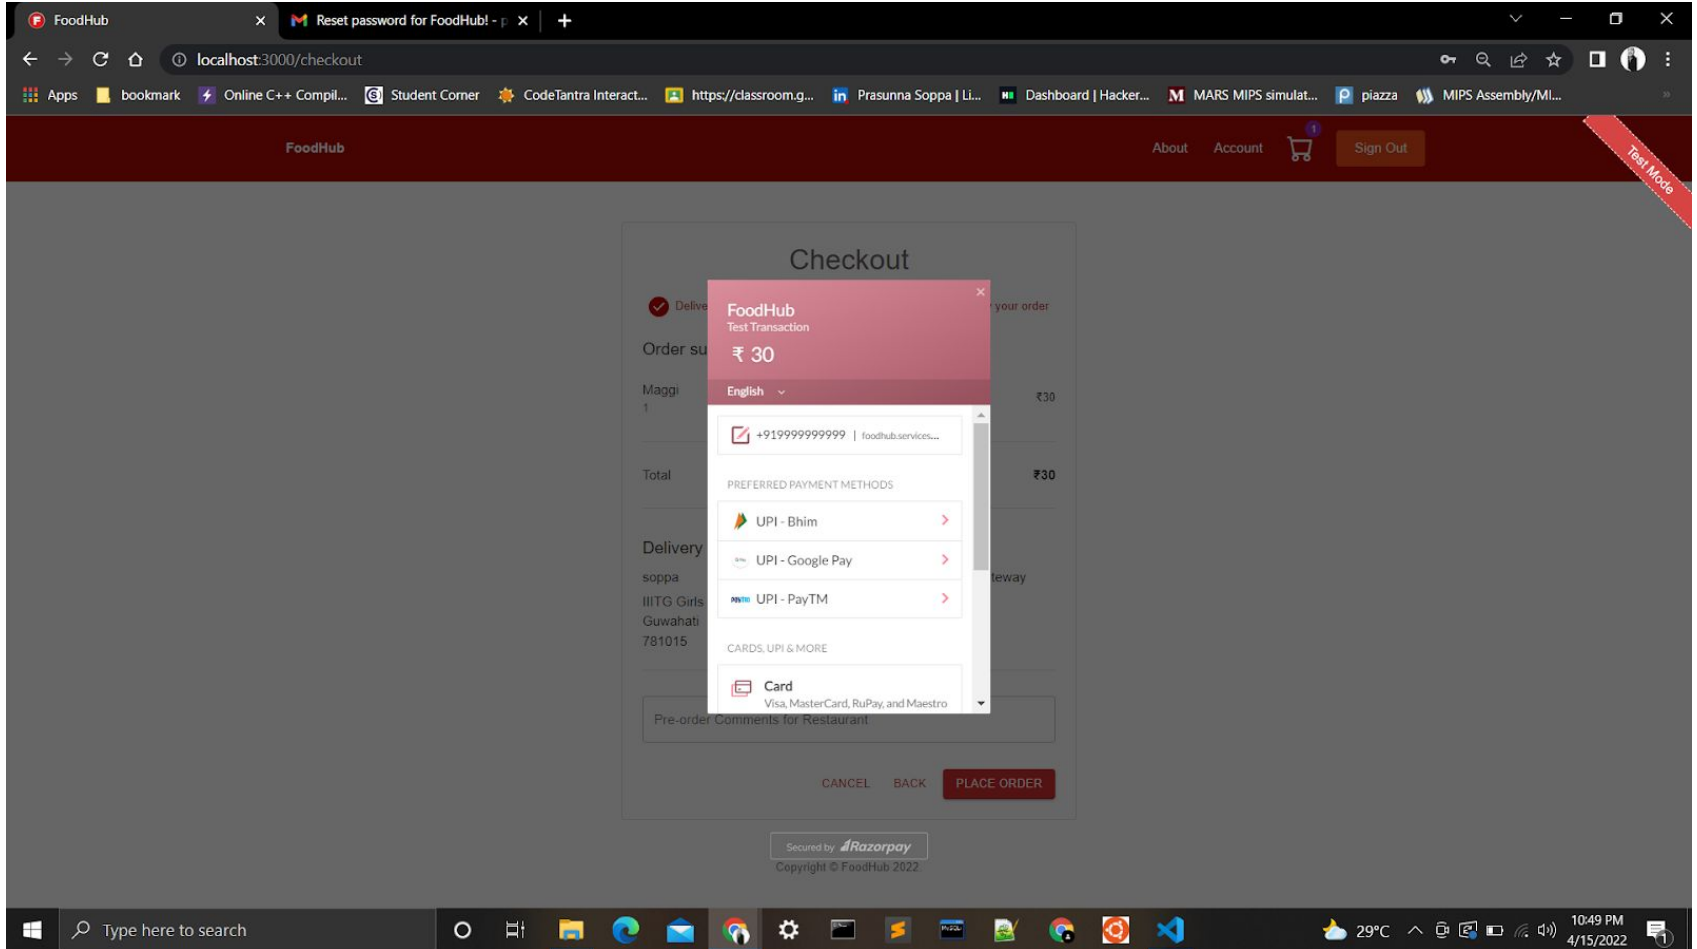 FoodHub
Reset password for FoodHub! - p
localhost:3000/checkout
Apps bookmark Online C++ Compil... Student Corner CodeTantra Interact... https://classroom.g... Prasunna Soppa | Li... Dashboard | Hacker... MARS MIPS simulat... piazza MIPS Assembly/MI...
FoodHub About Account 1 Sign Out
Test Mode
Checkout
Delive your order
FoodHub
Test Transaction
₹ 30
English
Order su
Maggi ₹30
1
+919999999999 | foodhub.services...
Total ₹30
PREFERRED PAYMENT METHODS
UPI - Bhim
UPI - Google Pay
UPI - PayTM
Delivery
soppa teway
IIITG Girls
Guwahati
781015
CARDS, UPI & MORE
Card
Visa, MasterCard, RuPay, and Maestro
Pre-order Comments for Restaurant
CANCEL BACK PLACE ORDER
Secured by Razorpay
Copyright © FoodHub 2022.
Type here to search
29°C
10:49 PM
4/15/2022
1